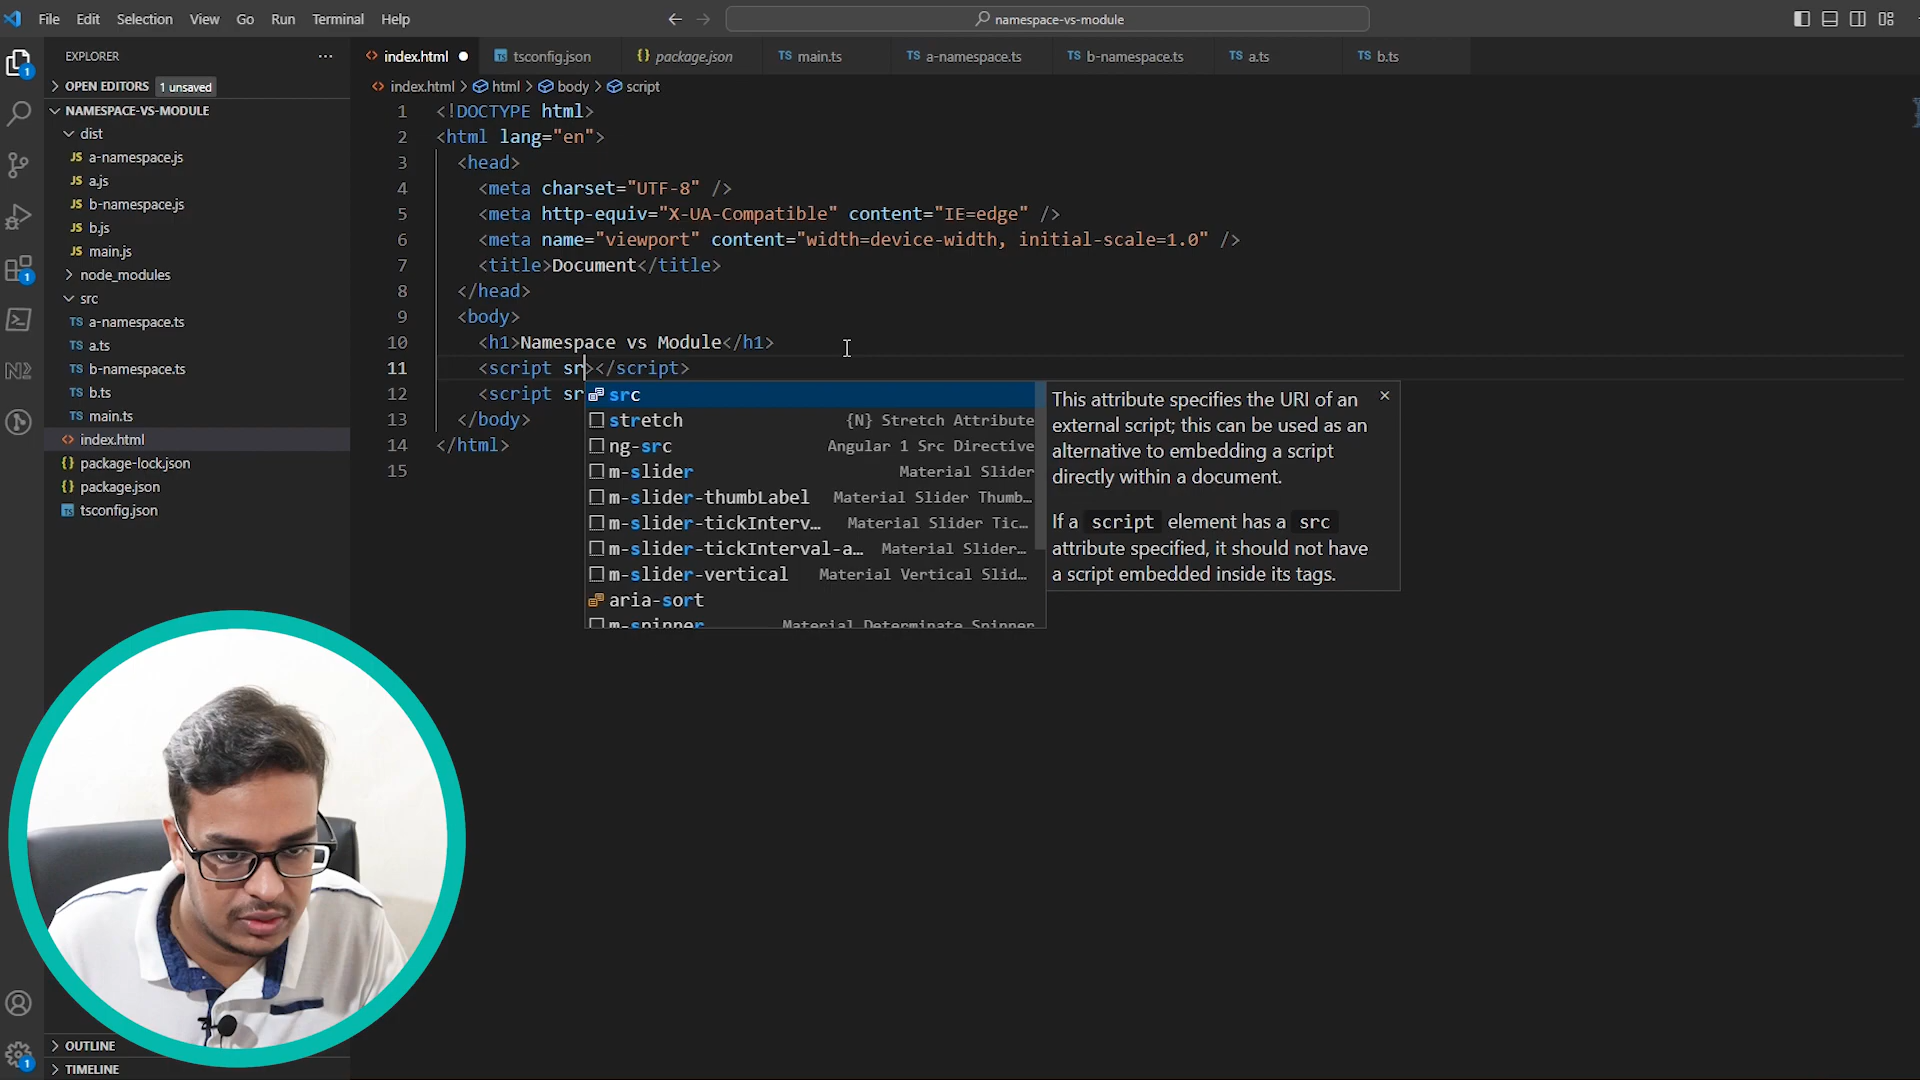 File Edit Selection View Go Run Terminal Help
namespace-vs-module
EXPLORER
index.html
tsconfig.json
package.json
TS main.ts
TS a-namespace.ts
TS b-namespace.ts
TS a.ts
TS b.ts
OPEN EDITORS 1 unsaved
index.html > html > body > script
NAMESPACE-VS-MODULE
dist
JS a-namespace.js
JS a.js
JS b-namespace.js
JS b.js
JS main.js
node_modules
src
TS a-namespace.ts
TS a.ts
TS b-namespace.ts
TS b.ts
TS main.ts
index.html
package-lock.json
package.json
tsconfig.json
OUTLINE
TIMELINE
1 <!DOCTYPE html>
2 <html lang="en">
3 <head>
4 <meta charset="UTF-8" />
5 <meta http-equiv="X-UA-Compatible" content="IE=edge" />
6 <meta name="viewport" content="width=device-width, initial-scale=1.0" />
7 <title>Document</title>
8 </head>
9 <body>
10 <h1>Namespace vs Module</h1>
11 <script sr></script>
12 <script sr
13 </body>
14 </html>
15
src
stretch {N} Stretch Attribute
ng-src Angular 1 Src Directive
m-slider Material Slider
m-slider-thumbLabel Material Slider Thumb…
m-slider-tickInterv… Material Slider Tic…
m-slider-tickInterval-a… Material Slider…
m-slider-vertical Material Vertical Slid…
aria-sort
m-spinner Material Determinate Spinner
This attribute specifies the URI of an
external script; this can be used as an
alternative to embedding a script
directly within a document.
If a script element has a src
attribute specified, it should not have
a script embedded inside its tags.
1
1
1